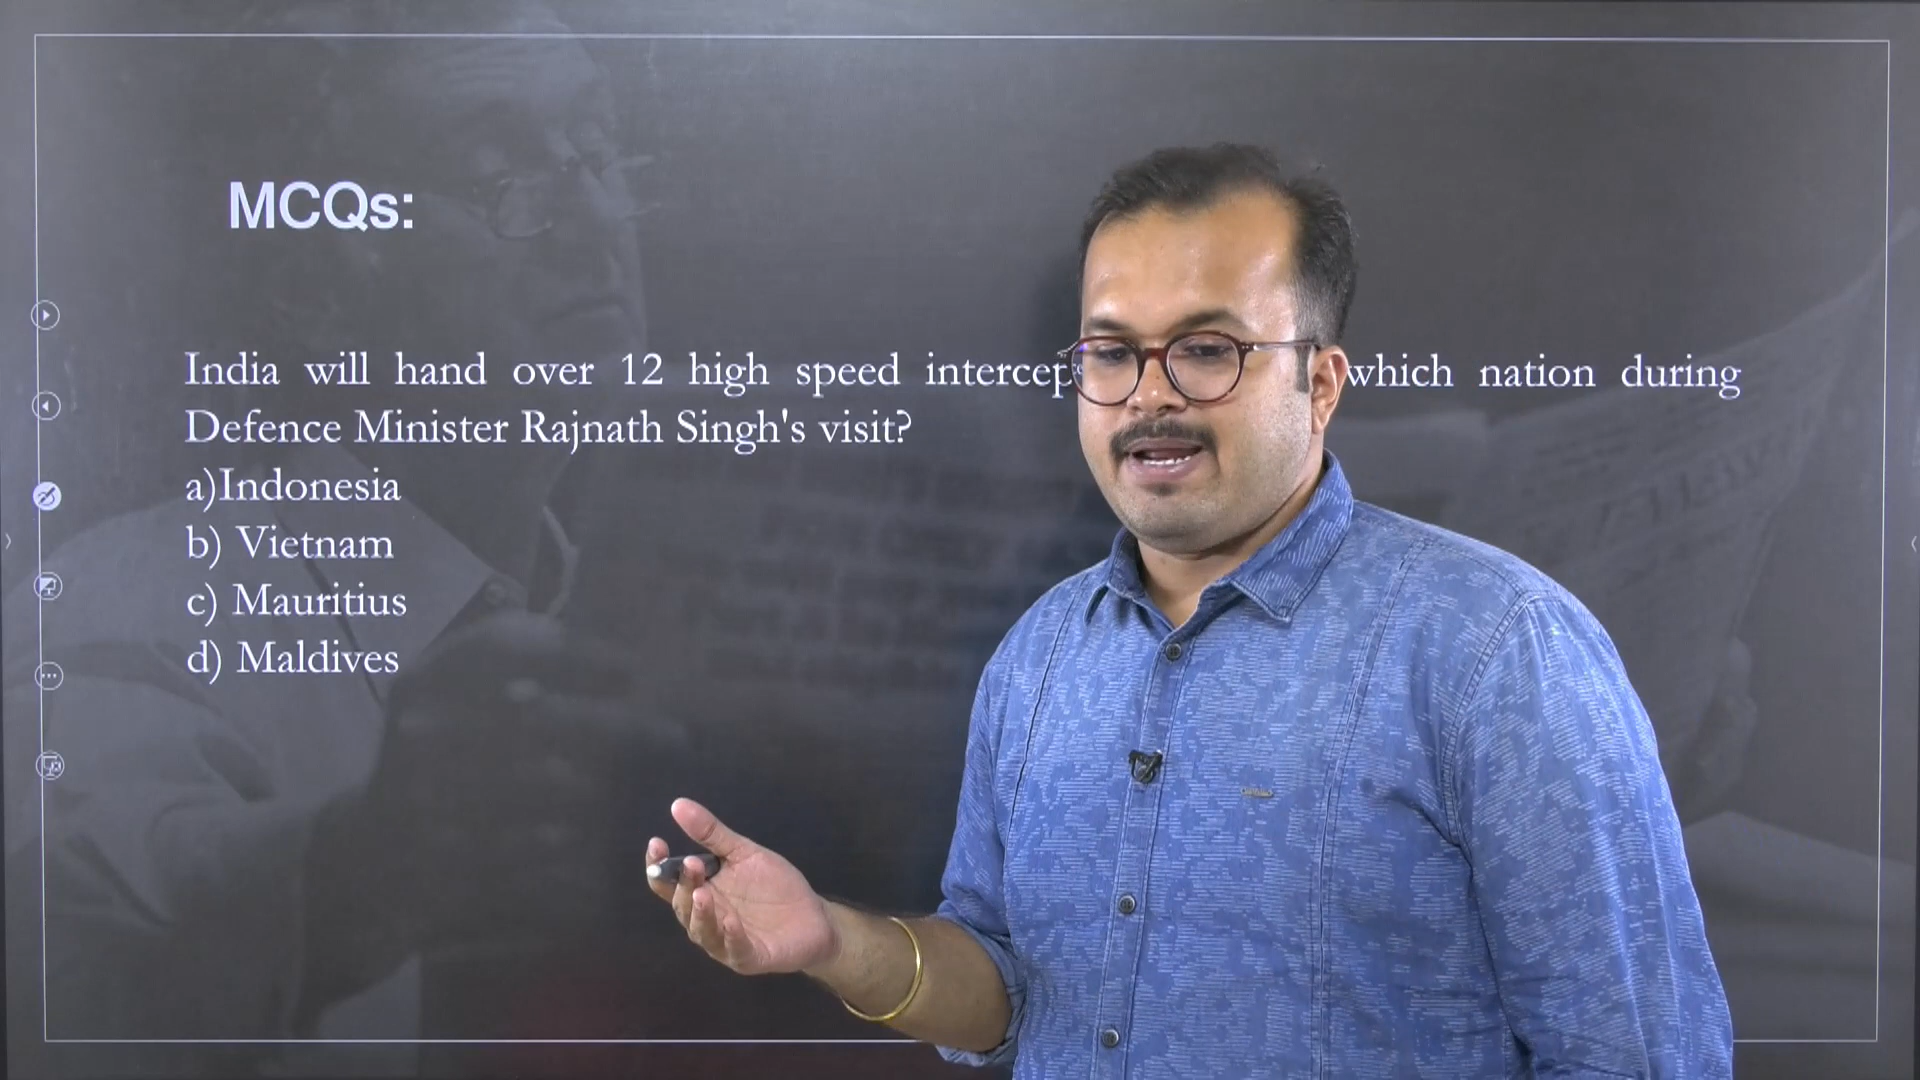 MCQs:
India will hand over 12 high speed which nation during
Defence Minister Rajnath Singh's visit?
a)Indonesia
b) Vietnam
c) Mauritius
d) Maldives